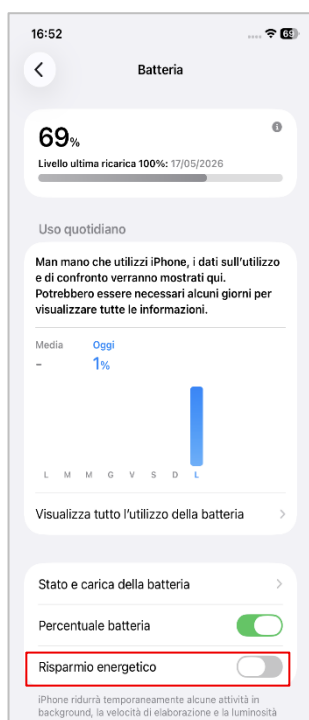 16:52
69
Batteria
69%
Livello ultima ricarica 100%: 17/05/2026
Uso quotidiano
Man mano che utilizzi iPhone, i dati sull'utilizzo
e di confronto verranno mostrati qui.
Potrebbero essere necessari alcuni giorni per
visualizzare tutte le informazioni.
Media Oggi
- 1%
L M M G V S D L
Visualizza tutto l'utilizzo della batteria
Stato e carica della batteria
Percentuale batteria
Risparmio energetico
iPhone ridurrà temporaneamente alcune attività in
background, la velocità di elaborazione e la luminosità